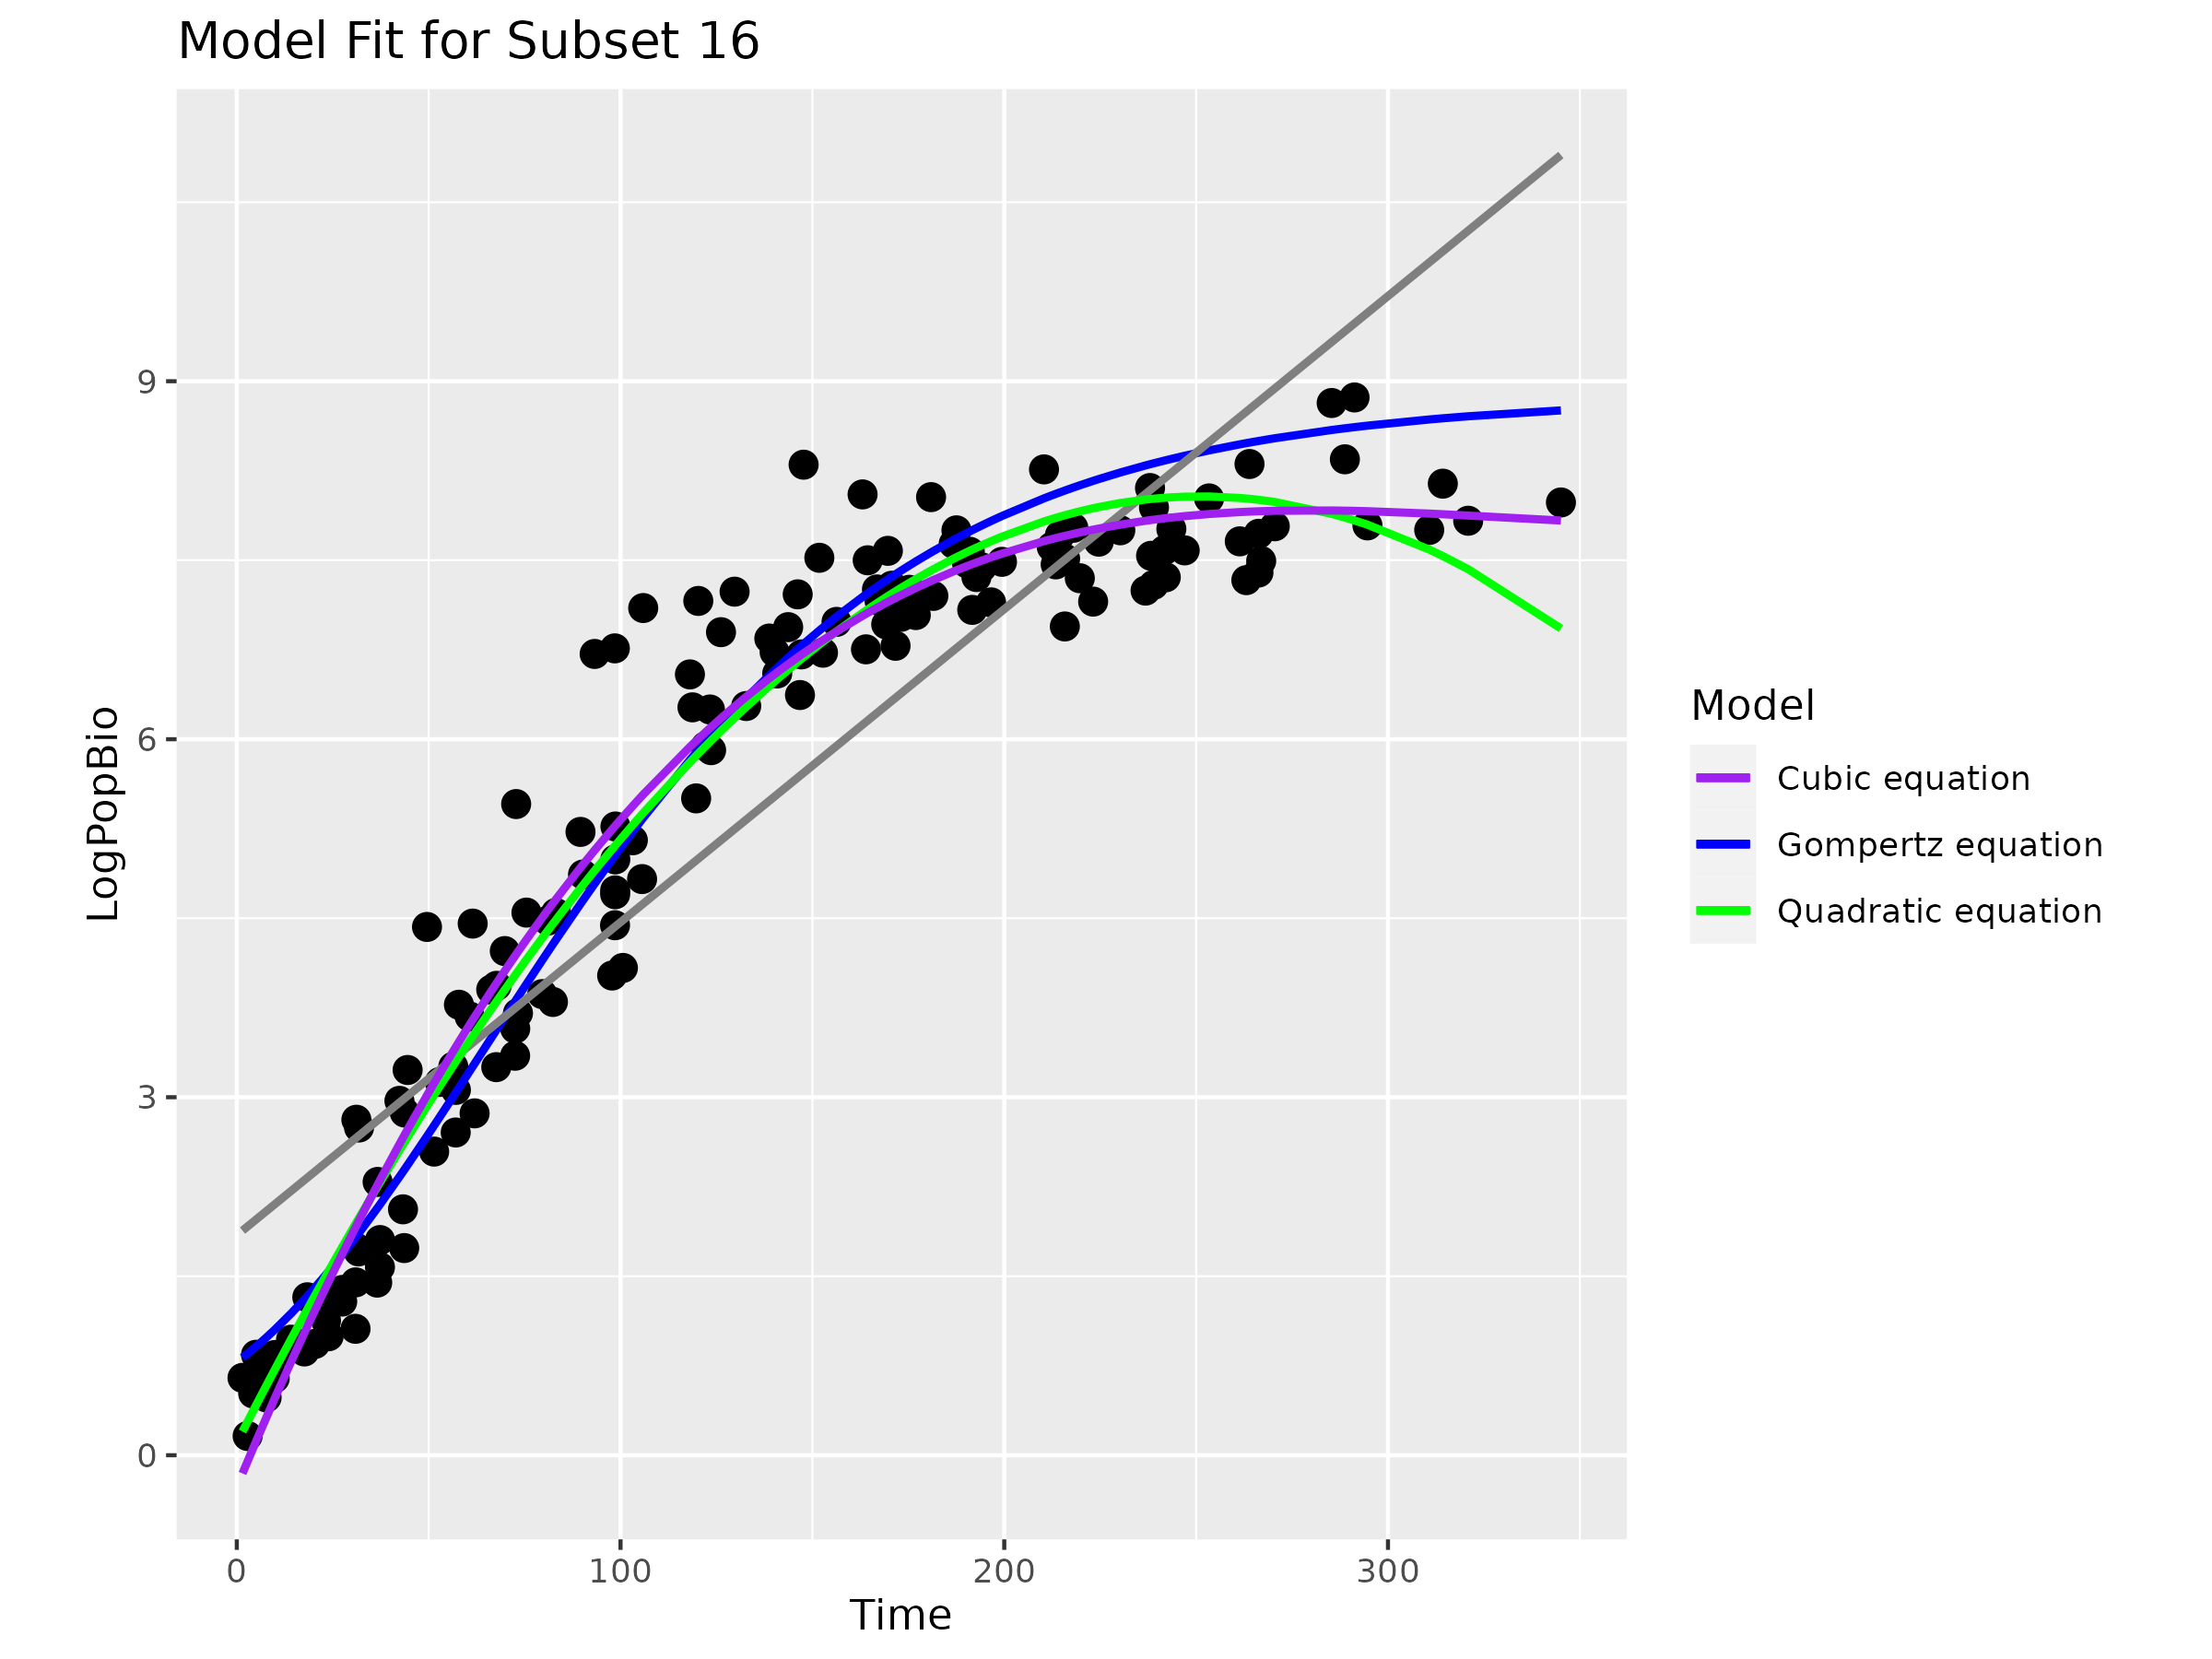 Model Fit for Subset 16
9
6
3
0
LogPopBio
0 100 200 300
Time
Model
Cubic equation
Gompertz equation
Quadratic equation